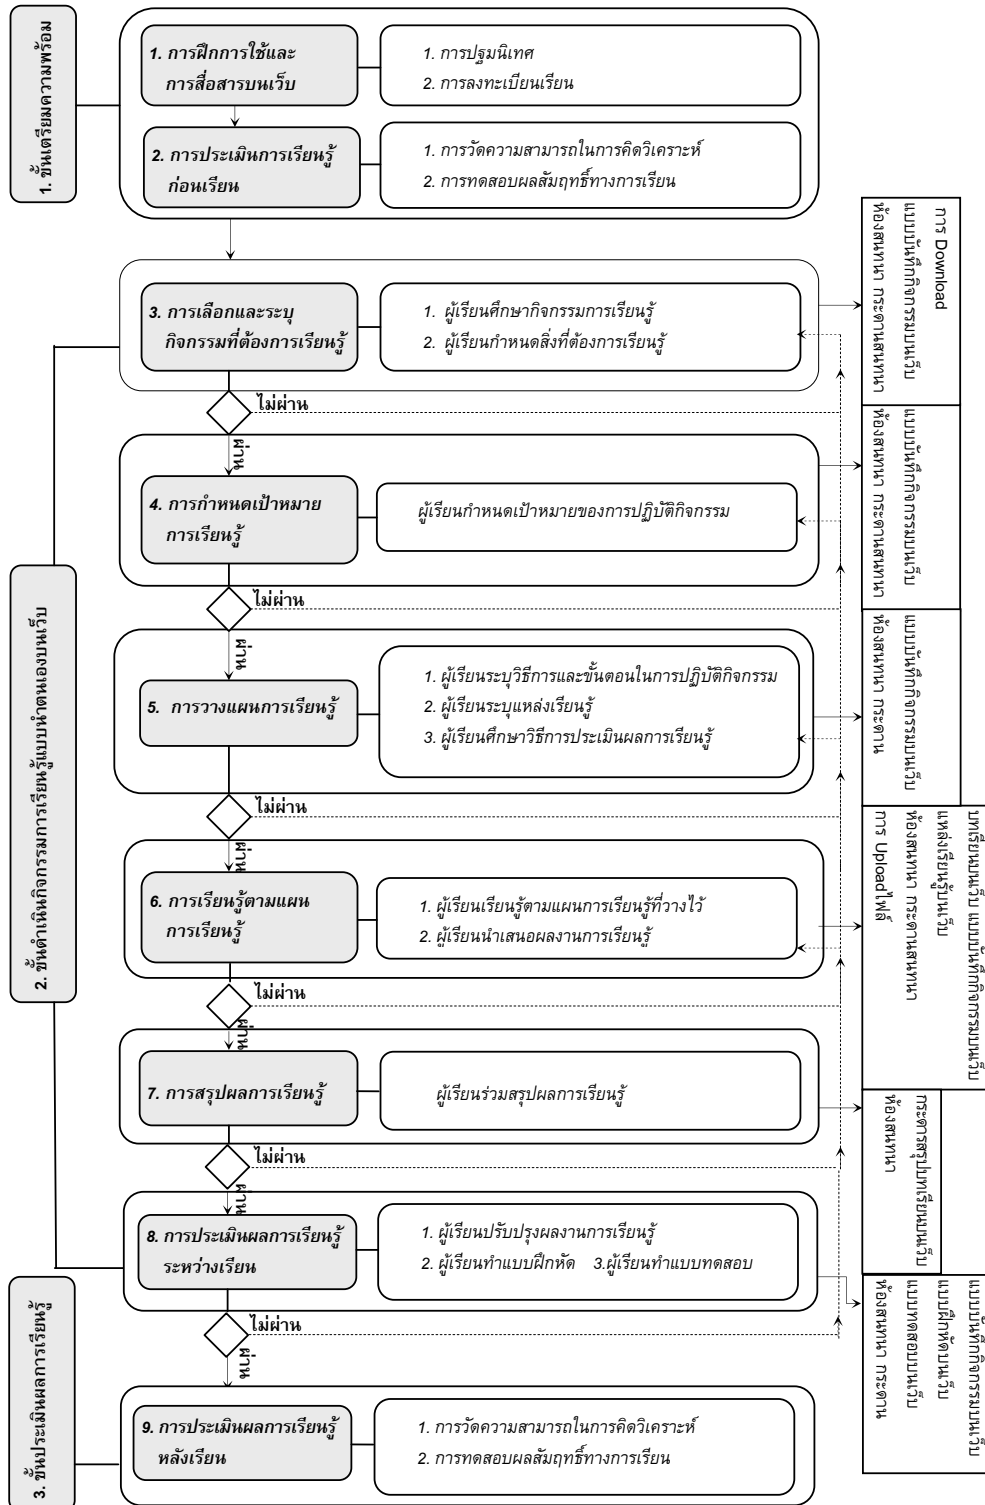 1. ขั้นเตรียมความพร้อม
1. การฝึกการใช้และ
การสื่อสารบนเว็บ
1. การปฐมนิเทศ
2. การลงทะเบียนเรียน
2. การประเมินการเรียนรู้
ก่อนเรียน
1. การวัดความสามารถในการคิดวิเคราะห์
2. การทดสอบผลสัมฤทธิ์ทางการเรียน
2. ขั้นดำเนินกิจกรรมการเรียนรู้แบบนำตนเองบนเว็บ
3. การเลือกและระบุ
กิจกรรมที่ต้องการเรียนรู้
1. ผู้เรียนศึกษากิจกรรมการเรียนรู้
2. ผู้เรียนกำหนดสิ่งที่ต้องการเรียนรู้
การ Download
แบบบันทึกกิจกรรมบนเว็บ
ห้องสนทนา กระดานสนทนา
ไม่ผ่าน
ผ่าน
4. การกำหนดเป้าหมาย
การเรียนรู้
ผู้เรียนกำหนดเป้าหมายของการปฏิบัติกิจกรรม
แบบบันทึกกิจกรรมบนเว็บ
ห้องสนทนา กระดานสนทนา
ไม่ผ่าน
ผ่าน
5. การวางแผนการเรียนรู้
1. ผู้เรียนระบุวิธีการและขั้นตอนในการปฏิบัติกิจกรรม
2. ผู้เรียนระบุแหล่งเรียนรู้
3. ผู้เรียนศึกษาวิธีการประเมินผลการเรียนรู้
แบบบันทึกกิจกรรมบนเว็บ
ห้องสนทนา กระดาน
ไม่ผ่าน
ผ่าน
6. การเรียนรู้ตามแผน
การเรียนรู้
1. ผู้เรียนเรียนรู้ตามแผนการเรียนรู้ที่วางไว้
2. ผู้เรียนนำเสนอผลงานการเรียนรู้
บทเรียนบนเว็บ แบบบันทึกกิจกรรมบนเว็บ
แหล่งเรียนรู้บนเว็บ
ห้องสนทนา กระดานสนทนา
การ Uploadไฟล์
ไม่ผ่าน
ผ่าน
7. การสรุปผลการเรียนรู้
ผู้เรียนร่วมสรุปผลการเรียนรู้
กระดารสรุปบทเรียนบนเว็บ
ห้องสนทนา
ไม่ผ่าน
ผ่าน
8. การประเมินผลการเรียนรู้
ระหว่างเรียน
1. ผู้เรียนปรับปรุงผลงานการเรียนรู้
2. ผู้เรียนทำแบบฝึกหัด 3.ผู้เรียนทำแบบทดสอบ
แบบบันทึกกิจกรรมบนเว็บ
แบบฝึกหัดบนเว็บ
แบบทดสอบบนเว็บ
ห้องสนทนา กระดาน
ไม่ผ่าน
ผ่าน
3. ขั้นประเมินผลการเรียนรู้
9. การประเมินผลการเรียนรู้
หลังเรียน
1. การวัดความสามารถในการคิดวิเคราะห์
2. การทดสอบผลสัมฤทธิ์ทางการเรียน